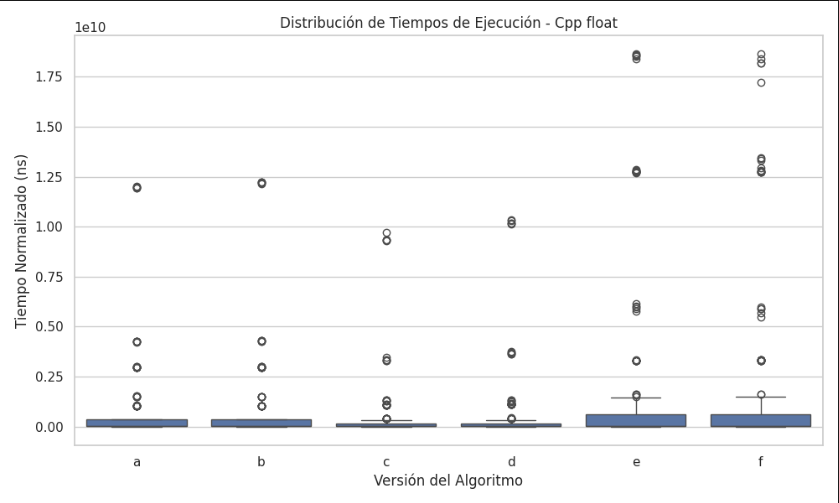 Distribución de Tiempos de Ejecución - Cpp float
1e10
1.75
1.50
1.25
1.00
0.75
0.50
0.25
0.00
Tiempo Normalizado (ns)
a b c d e f
Versión del Algoritmo